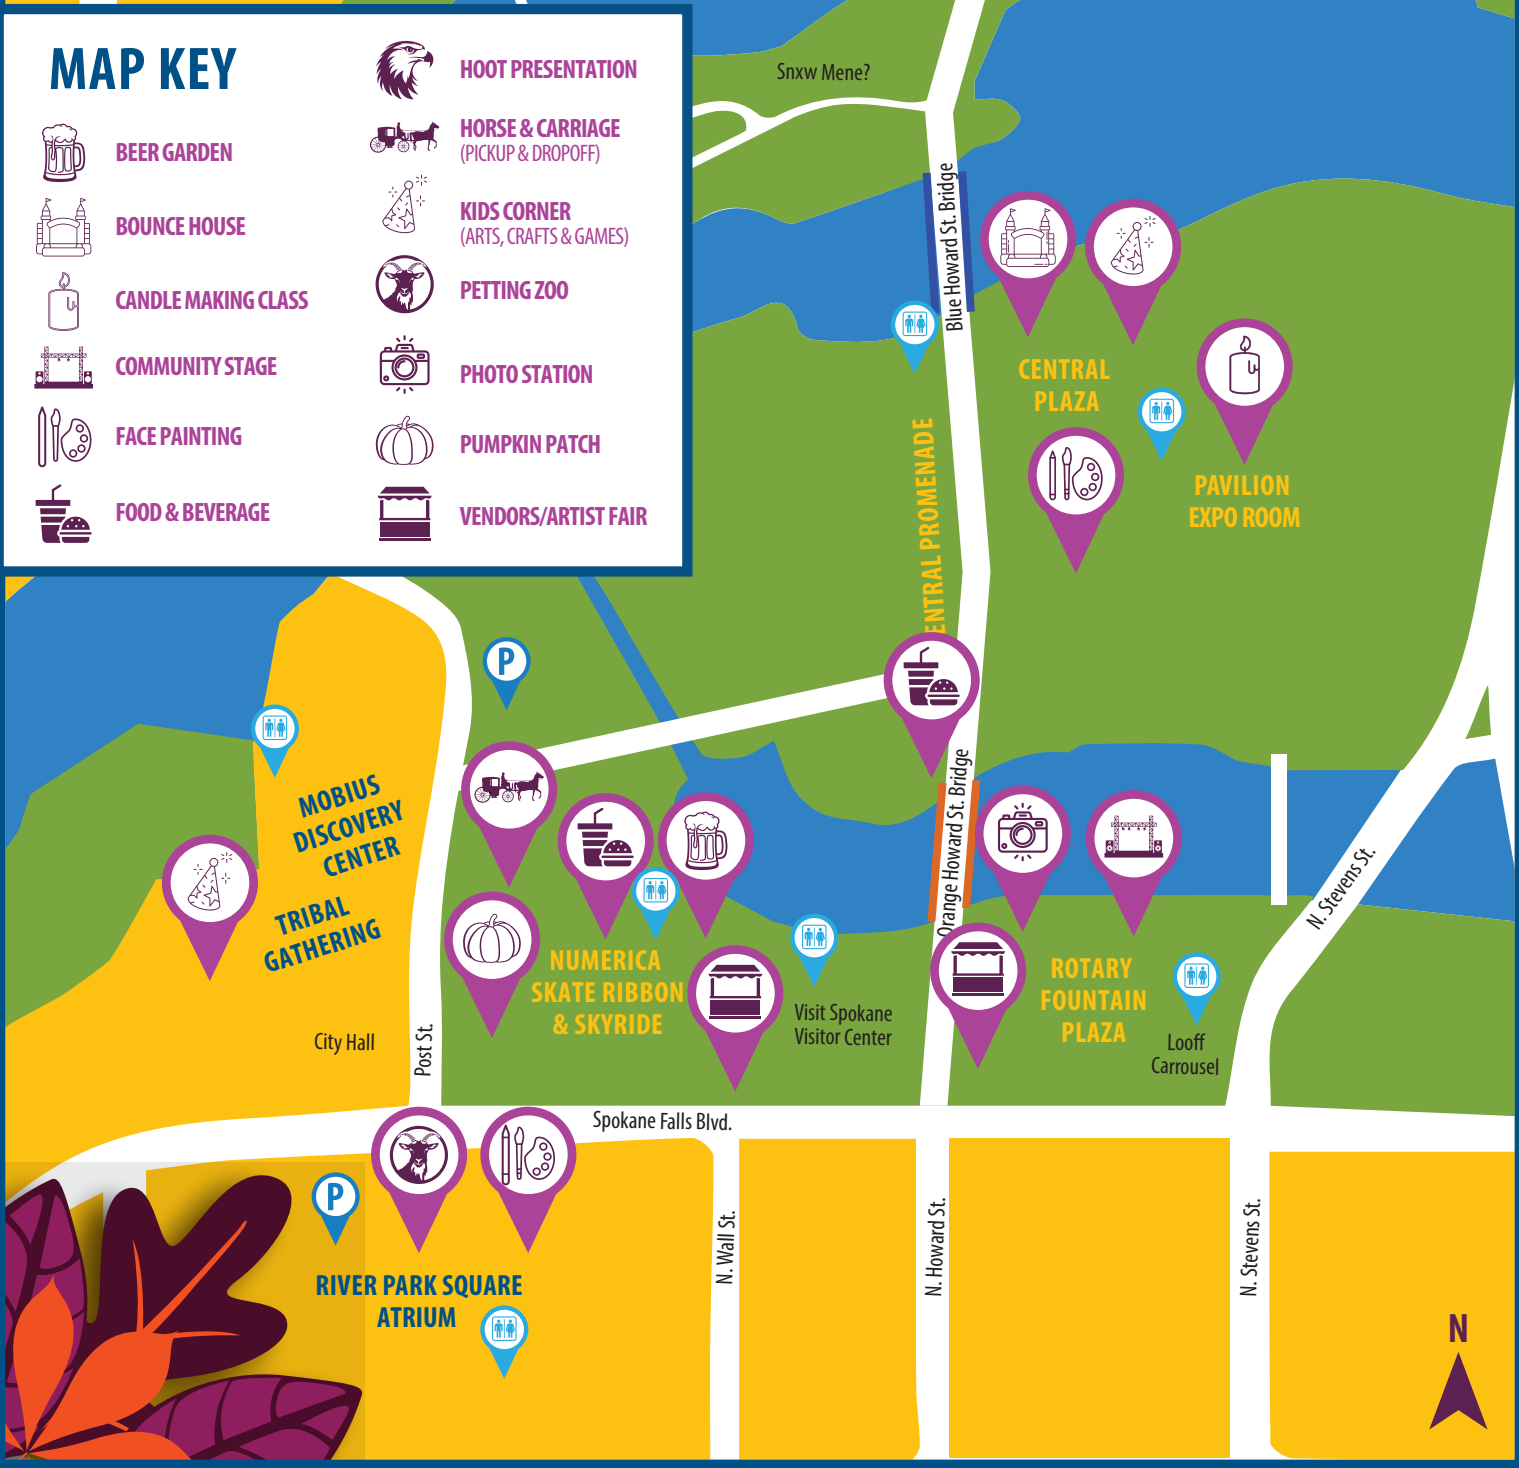 MAP KEY
BEER GARDEN
BOUNCE HOUSE
CANDLE MAKING CLASS
COMMUNITY STAGE
FACE PAINTING
FOOD & BEVERAGE
HOOT PRESENTATION
HORSE & CARRIAGE
(PICKUP & DROPOFF)
KIDS CORNER
(ARTS, CRAFTS & GAMES)
PETTING ZOO
PHOTO STATION
PUMPKIN PATCH
VENDORS/ARTIST FAIR
Snxw Mene?
Blue Howard St. Bridge
CENTRAL
PLAZA
PAVILION
EXPO ROOM
ENTRAL PROMENADE
P
MOBIUS
DISCOVERY
CENTER
TRIBAL
GATHERING
Orange Howard St. Bridge
N. Stevens St.
NUMERICA
SKATE RIBBON
& SKYRIDE
Visit Spokane
Visitor Center
ROTARY
FOUNTAIN
PLAZA
Looff
Carrousel
City Hall
Post St.
Spokane Falls Blvd.
P
RIVER PARK SQUARE
ATRIUM
N. Wall St.
N. Howard St.
N. Stevens St.
N